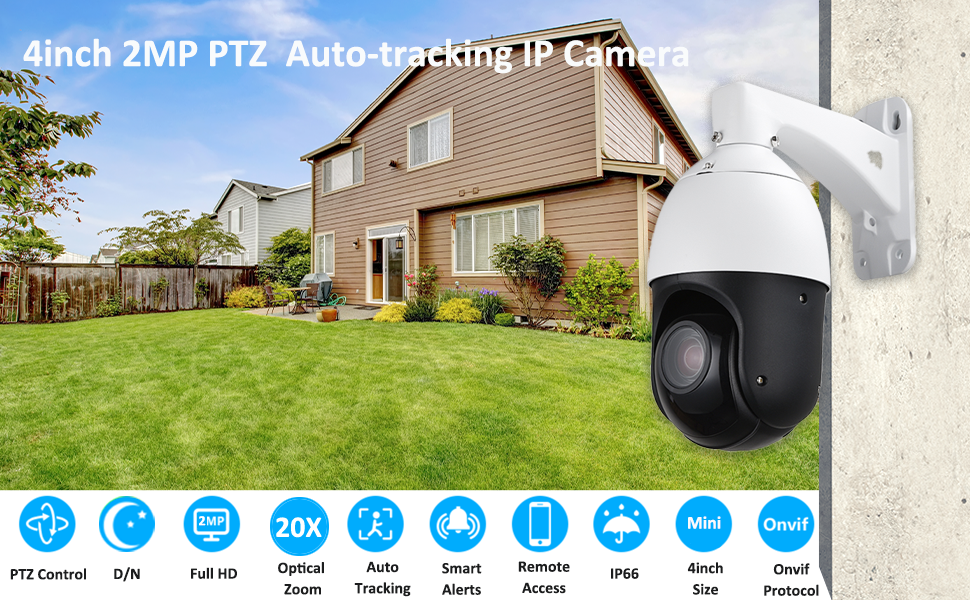 4inch 2MP PTZ  Auto-tracking IP Camera
2MP
20X
Mini
Onvif
PTZ Control
D/N
Full HD
Optical
Zoom
Auto
Tracking
Smart
Alerts
Remote
Access
IP66
4inch
Size
Onvif
Protocol